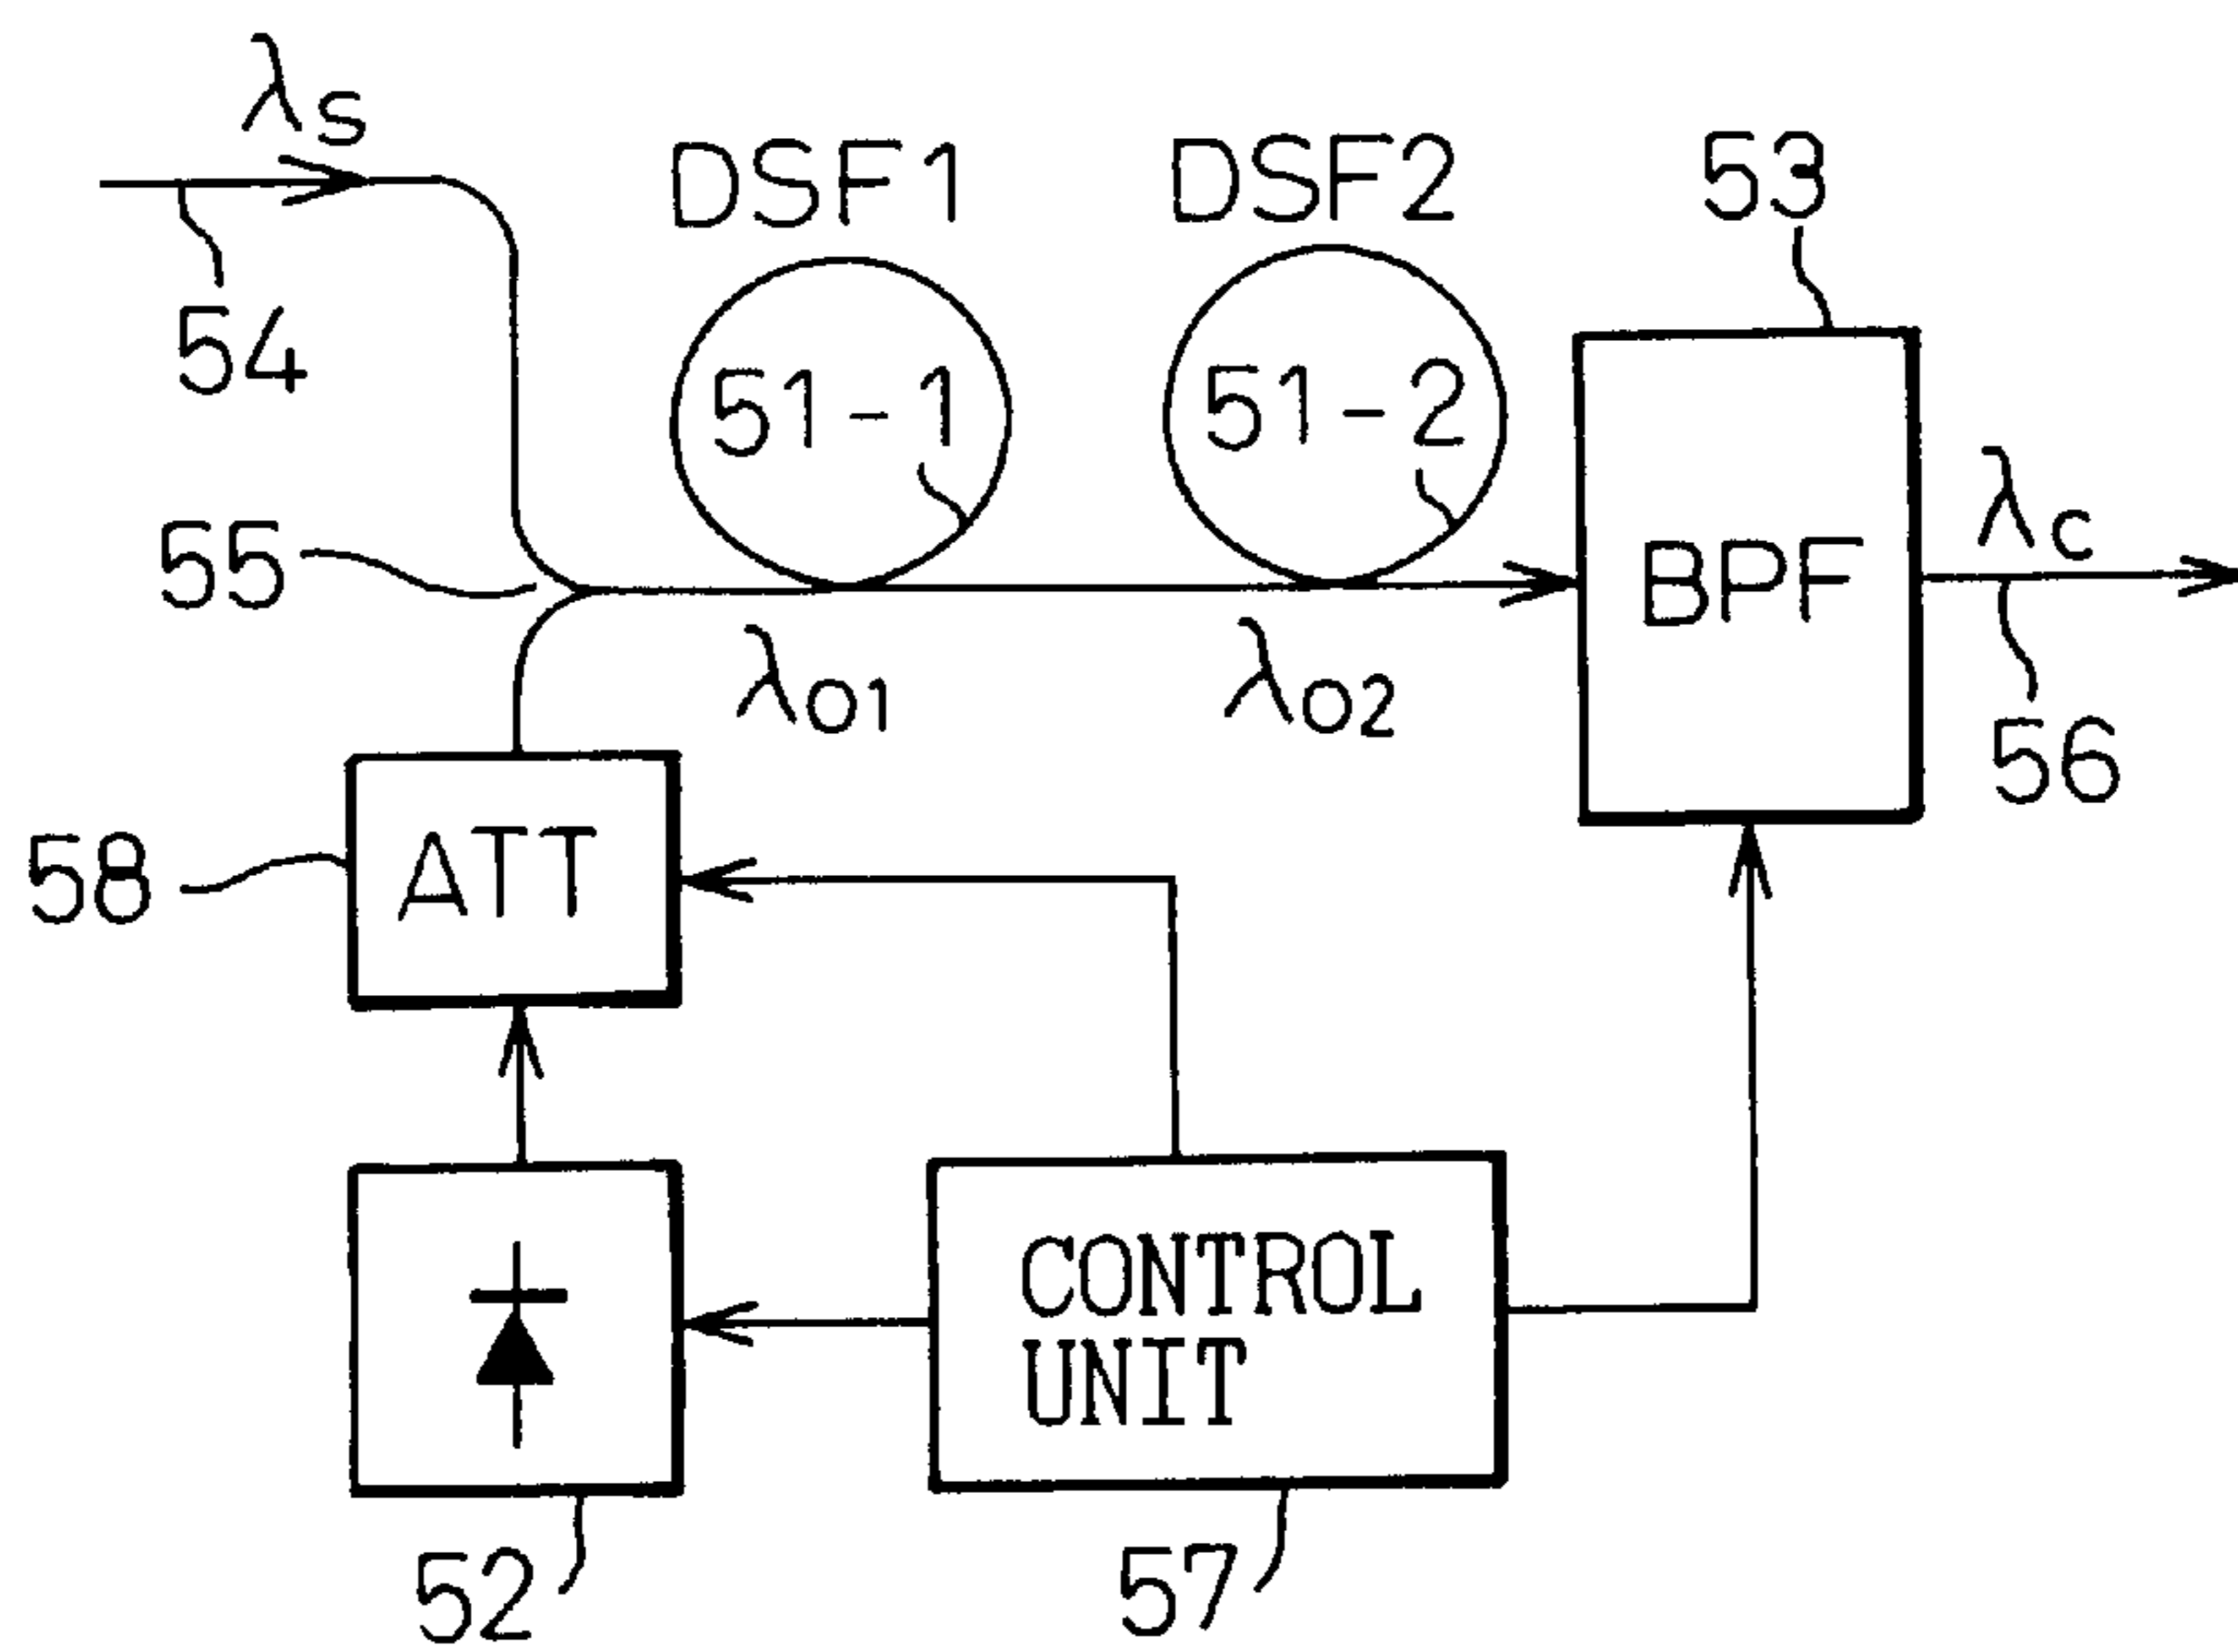 λs
DSF1
DSF2
53
54
51-1
51-2
55
BPF
λc
λ01
λ02
56
58
ATT
CONTROL
UNIT
52
57